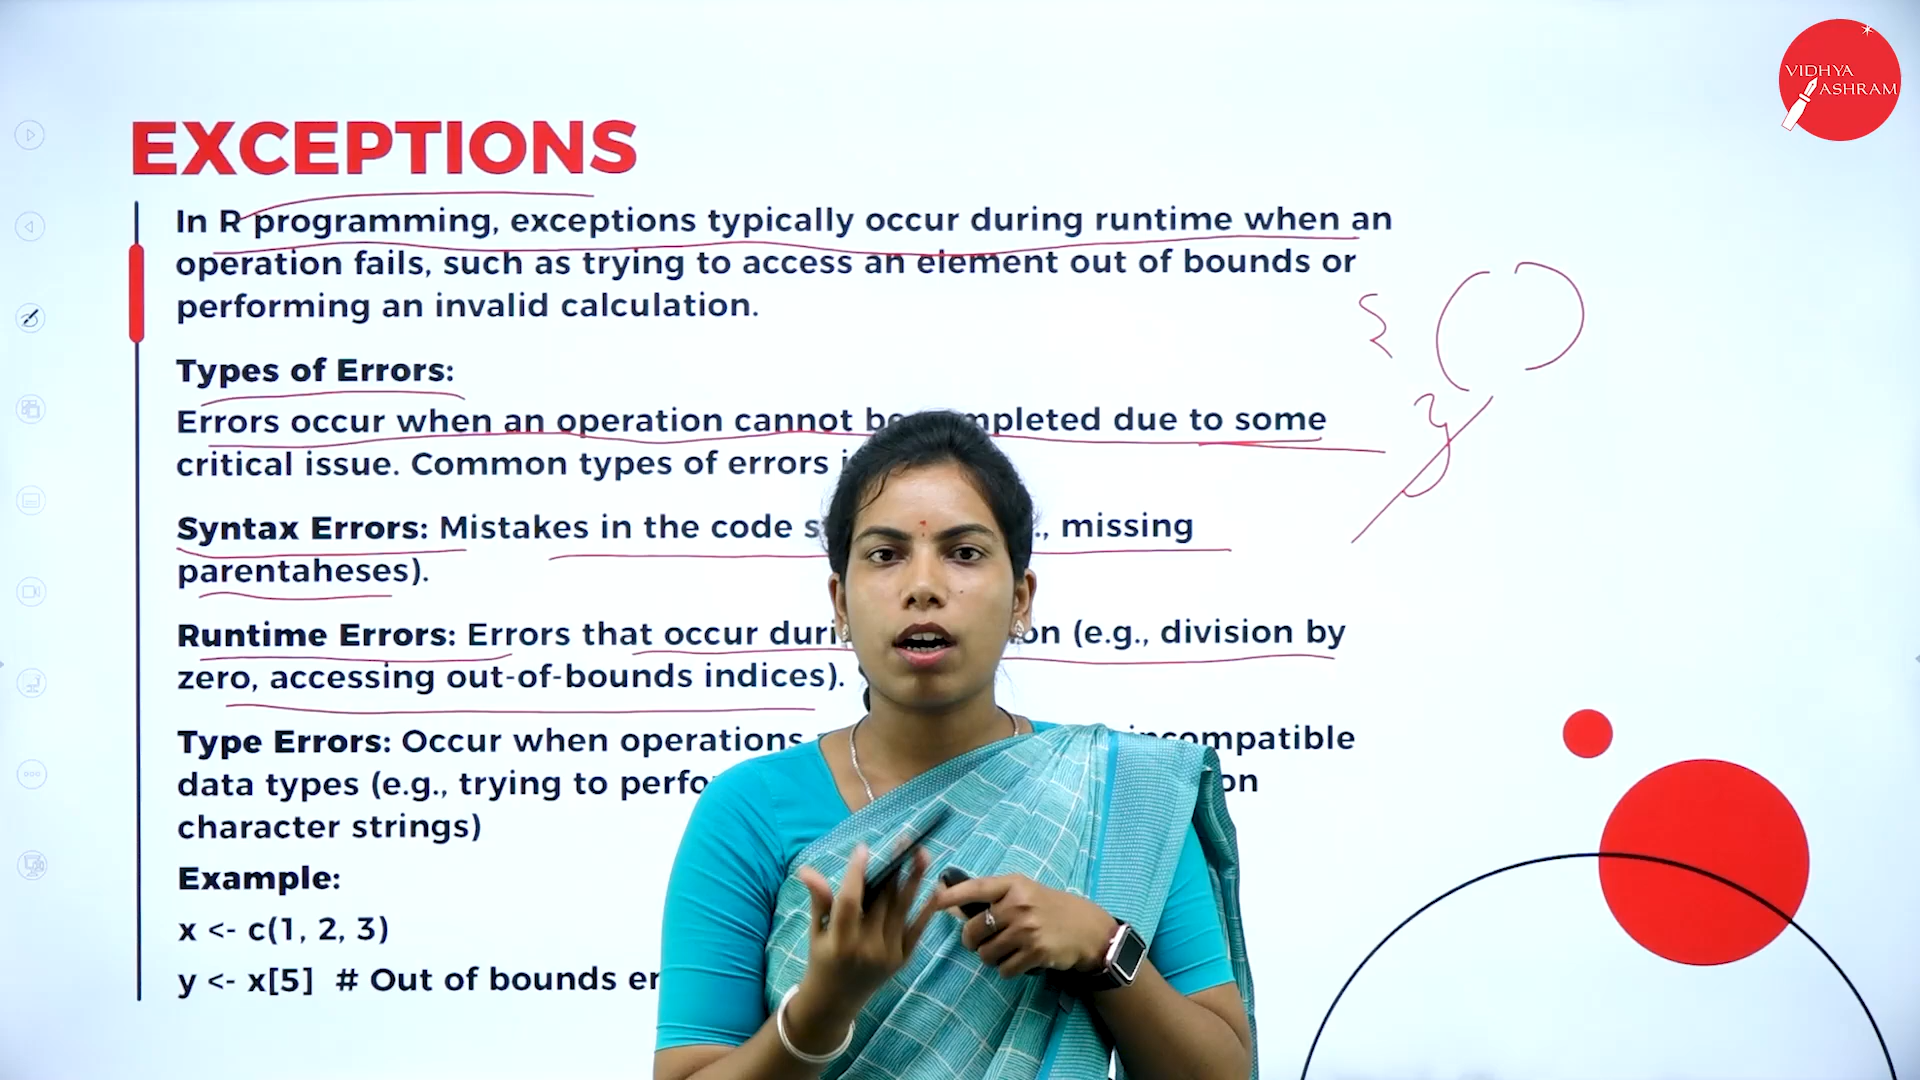 VIDHYA
ASHRAM
EXCEPTIONS
In R programming, exceptions typically occur during runtime when an
operation fails, such as trying to access an element out of bounds or
performing an invalid calculation.
Types of Errors:
Errors occur when an operation cannot be completed due to some
critical issue. Common types of errors
Syntax Errors: Mistakes in the code missing
parentaheses).
Runtime Errors: Errors that occur (e.g., division by
zero, accessing out-of-bounds indices).
Type Errors: Occur when operations incompatible
data types (e.g., trying to on
character strings)
Example:
x <- c(1, 2, 3)
y <- x[5] # Out of bounds